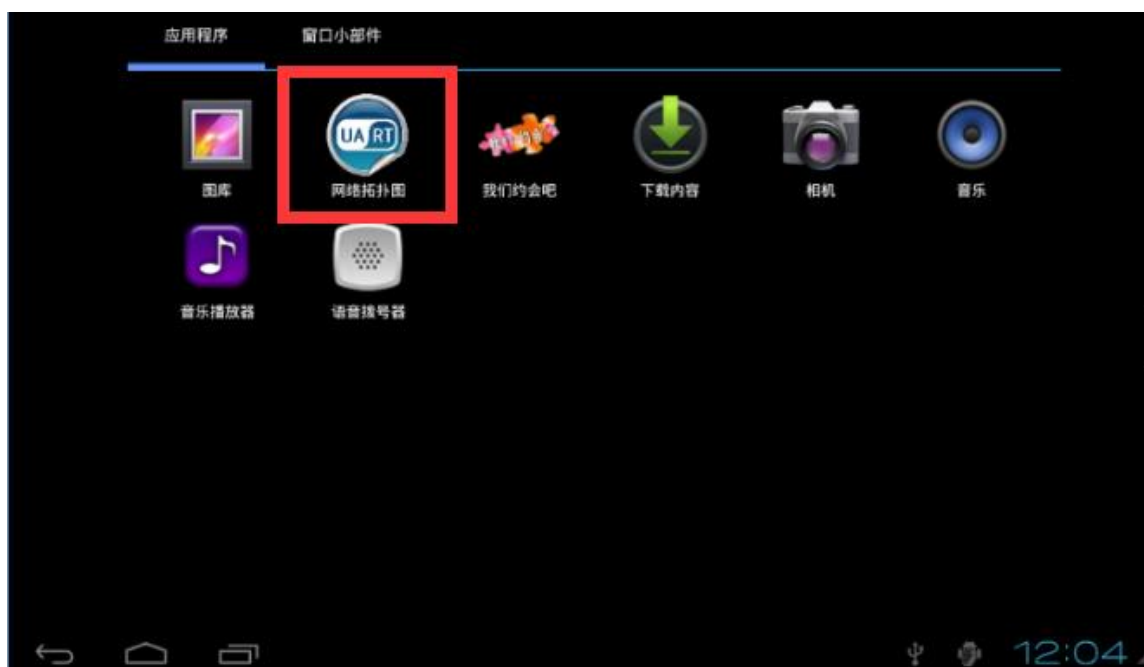 应用程序
窗口小部件
UART
图库
网络拓扑图
我们约会吧
下载内容
相机
音乐
音乐播放器
语音拨号器
12:04